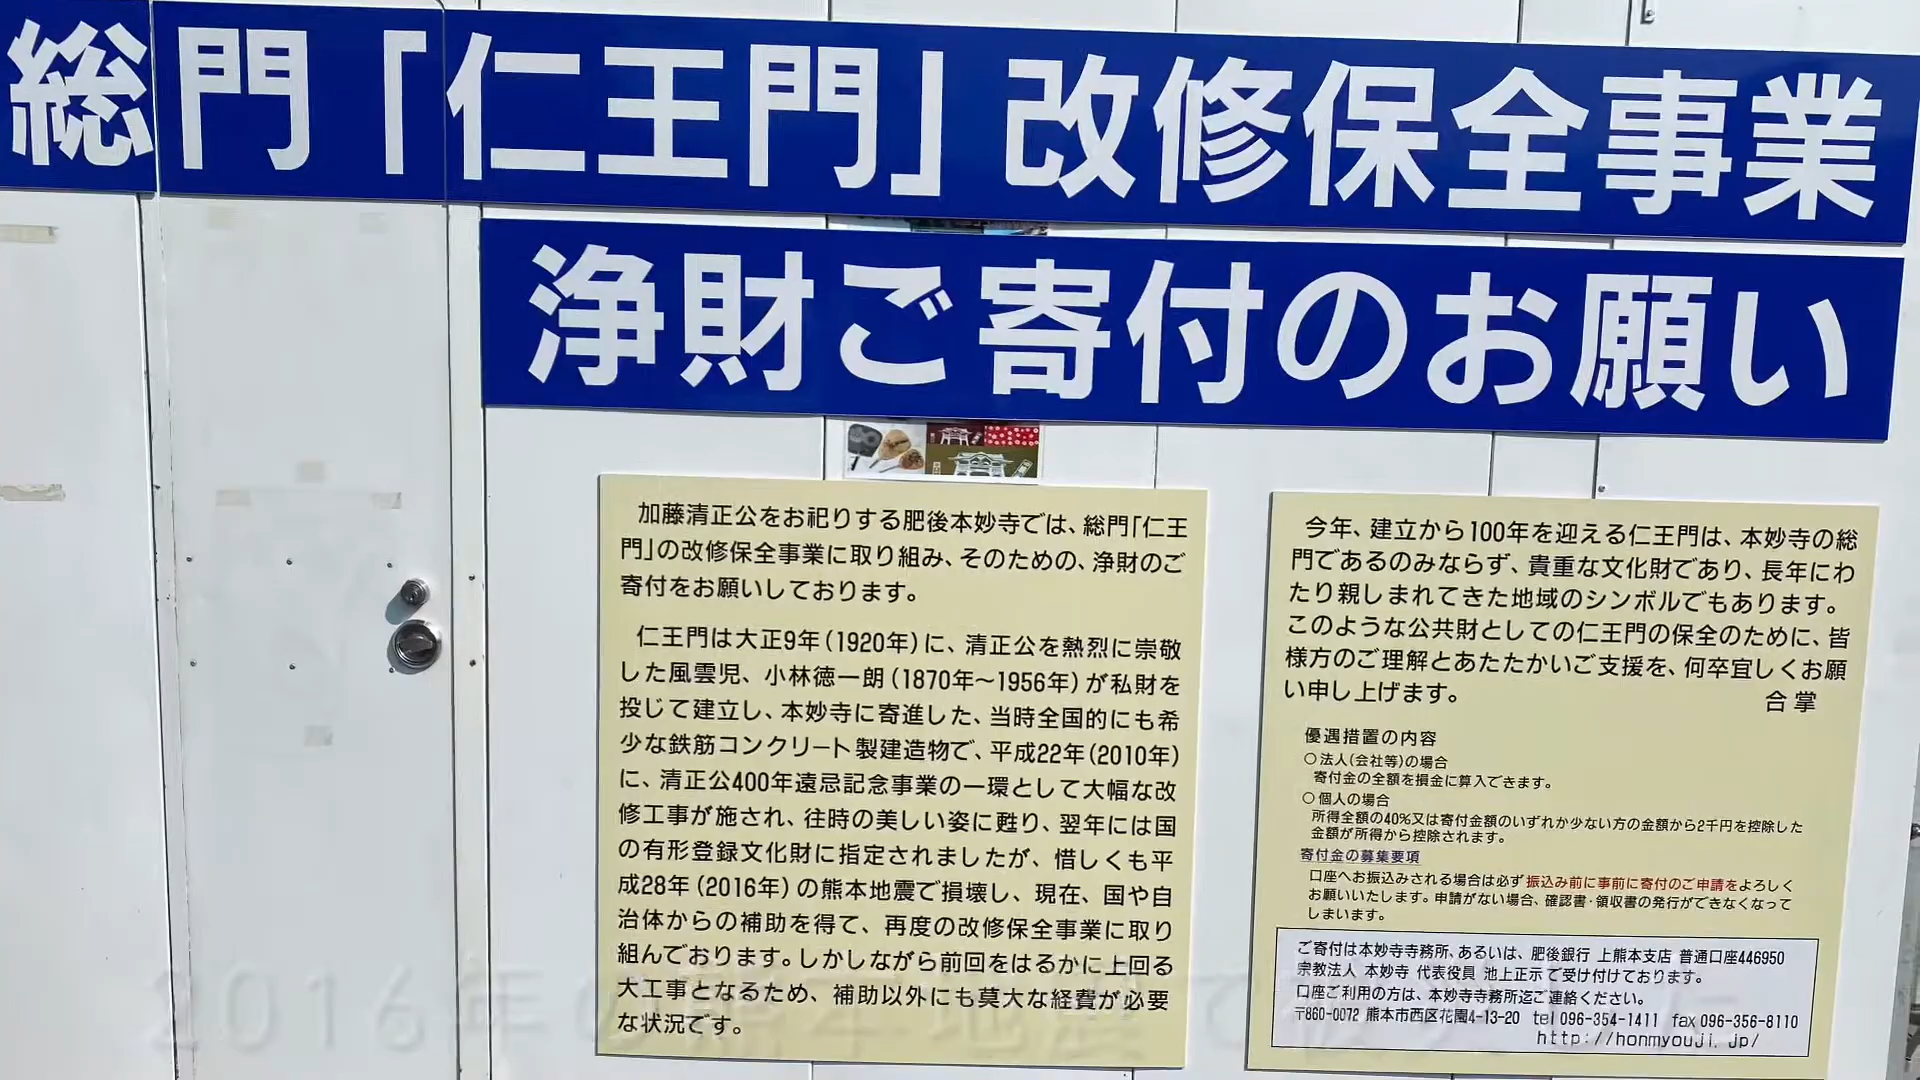 総門「仁王門」改修保全事業
浄財ご寄付のお願い
加藤清正公をお祀りする肥後本妙寺では、総門「仁王
門」の改修保全事業に取り組み、そのための、浄財のご
寄付をお願いしております。
仁王門は大正9年(1920年)に、清正公を熱烈に崇敬
した風雲児、小林徳一朗(1870年〜1956年)が私財を
投じて建立し、本妙寺に寄進した、当時全国的にも希
少な鉄筋コンクリート製建造物で、平成22年(2010年)
に、清正公400年遠忌記念事業の一環として大幅な改
修工事が施され、往時の美しい姿に甦り、翌年には国
の有形登録文化財に指定されましたが、惜しくも平
成28年(2016年)の熊本地震で損壊し、現在、国や自
治体からの補助を得て、再度の改修保全事業に取り
組んでおります。しかしながら前回をはるかに上回る
大工事となるため、補助以外にも莫大な経費が必要
な状況です。
今年、建立から100年を迎える仁王門は、本妙寺の総
門であるのみならず、貴重な文化財であり、長年にわ
たり親しまれてきた地域のシンボルでもあります。
このような公共財としての仁王門の保全のために、皆
様方のご理解とあたたかいご支援を、何卒宜しくお願
い申し上げます。 合掌
優遇措置の内容
○法人(会社等)の場合
寄付金の全額を損金に算入できます。
○個人の場合
所得全額の40%又は寄付金額のいずれか少ない方の金額から2千円を控除した
金額が所得から控除されます。
寄付金の募集要項
口座へお振込みされる場合は必ず振込み前に事前に寄付のご申請をよろしく
お願いいたします。申請がない場合、確認書・領収書の発行ができなくなって
しまいます。
ご寄付は本妙寺寺務所、あるいは、肥後銀行 上熊本支店 普通口座446950
宗教法人 本妙寺 代表役員 池上正示で受け付けております。
口座ご利用の方は、本妙寺寺務所迄ご連絡ください。
〒860-0072 熊本市西区花園4-13-20 tel 096-354-1411 fax 096-356-8110
http://honmyouji.jp/